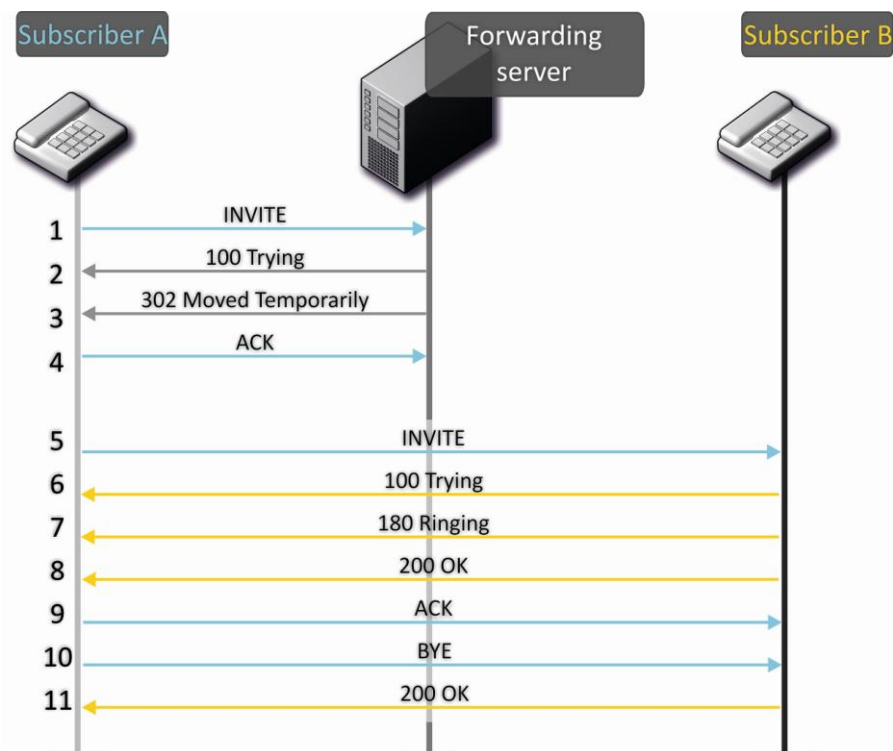 Subscriber A
Forwarding
server
Subscriber B
1
INVITE
2
100 Trying
3
302 Moved Temporarily
4
ACK
5
INVITE
6
100 Trying
7
180 Ringing
8
200 OK
9
ACK
10
BYE
11
200 OK